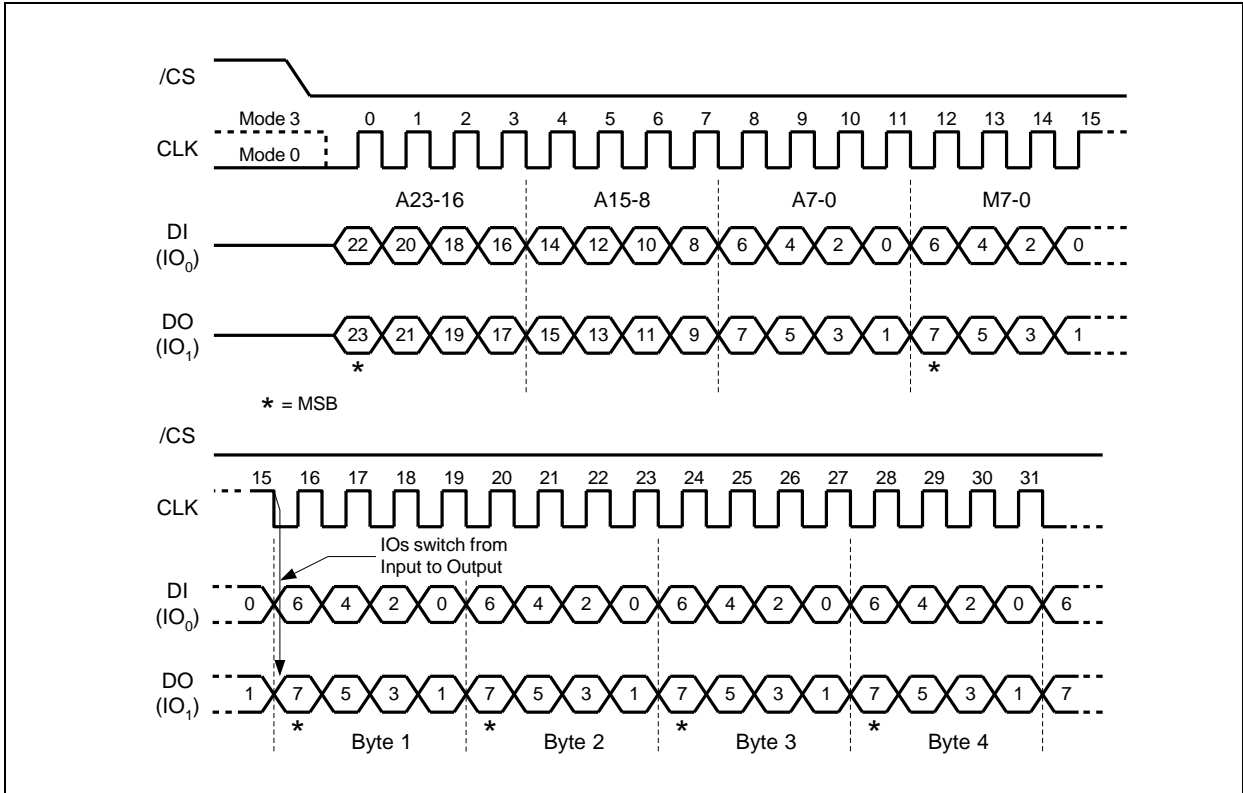 /CS
Mode 3 0 1 2 3 4 5 6 7 8 9 10 11 12 13 14 15
CLK
Mode 0
A23-16 A15-8 A7-0 M7-0
DI
(IO0)
22 20 18 16 14 12 10 8 6 4 2 0 6 4 2 0
DO
(IO1)
23 21 19 17 15 13 11 9 7 5 3 1 7 5 3 1
* *
* = MSB
/CS
15 16 17 18 19 20 21 22 23 24 25 26 27 28 29 30 31
CLK
IOs switch from
Input to Output
DI
(IO0)
0 6 4 2 0 6 4 2 0 6 4 2 0 6 4 2 0 6
DO
(IO1)
1 7 5 3 1 7 5 3 1 7 5 3 1 7 5 3 1 7
* * * *
Byte 1 Byte 2 Byte 3 Byte 4